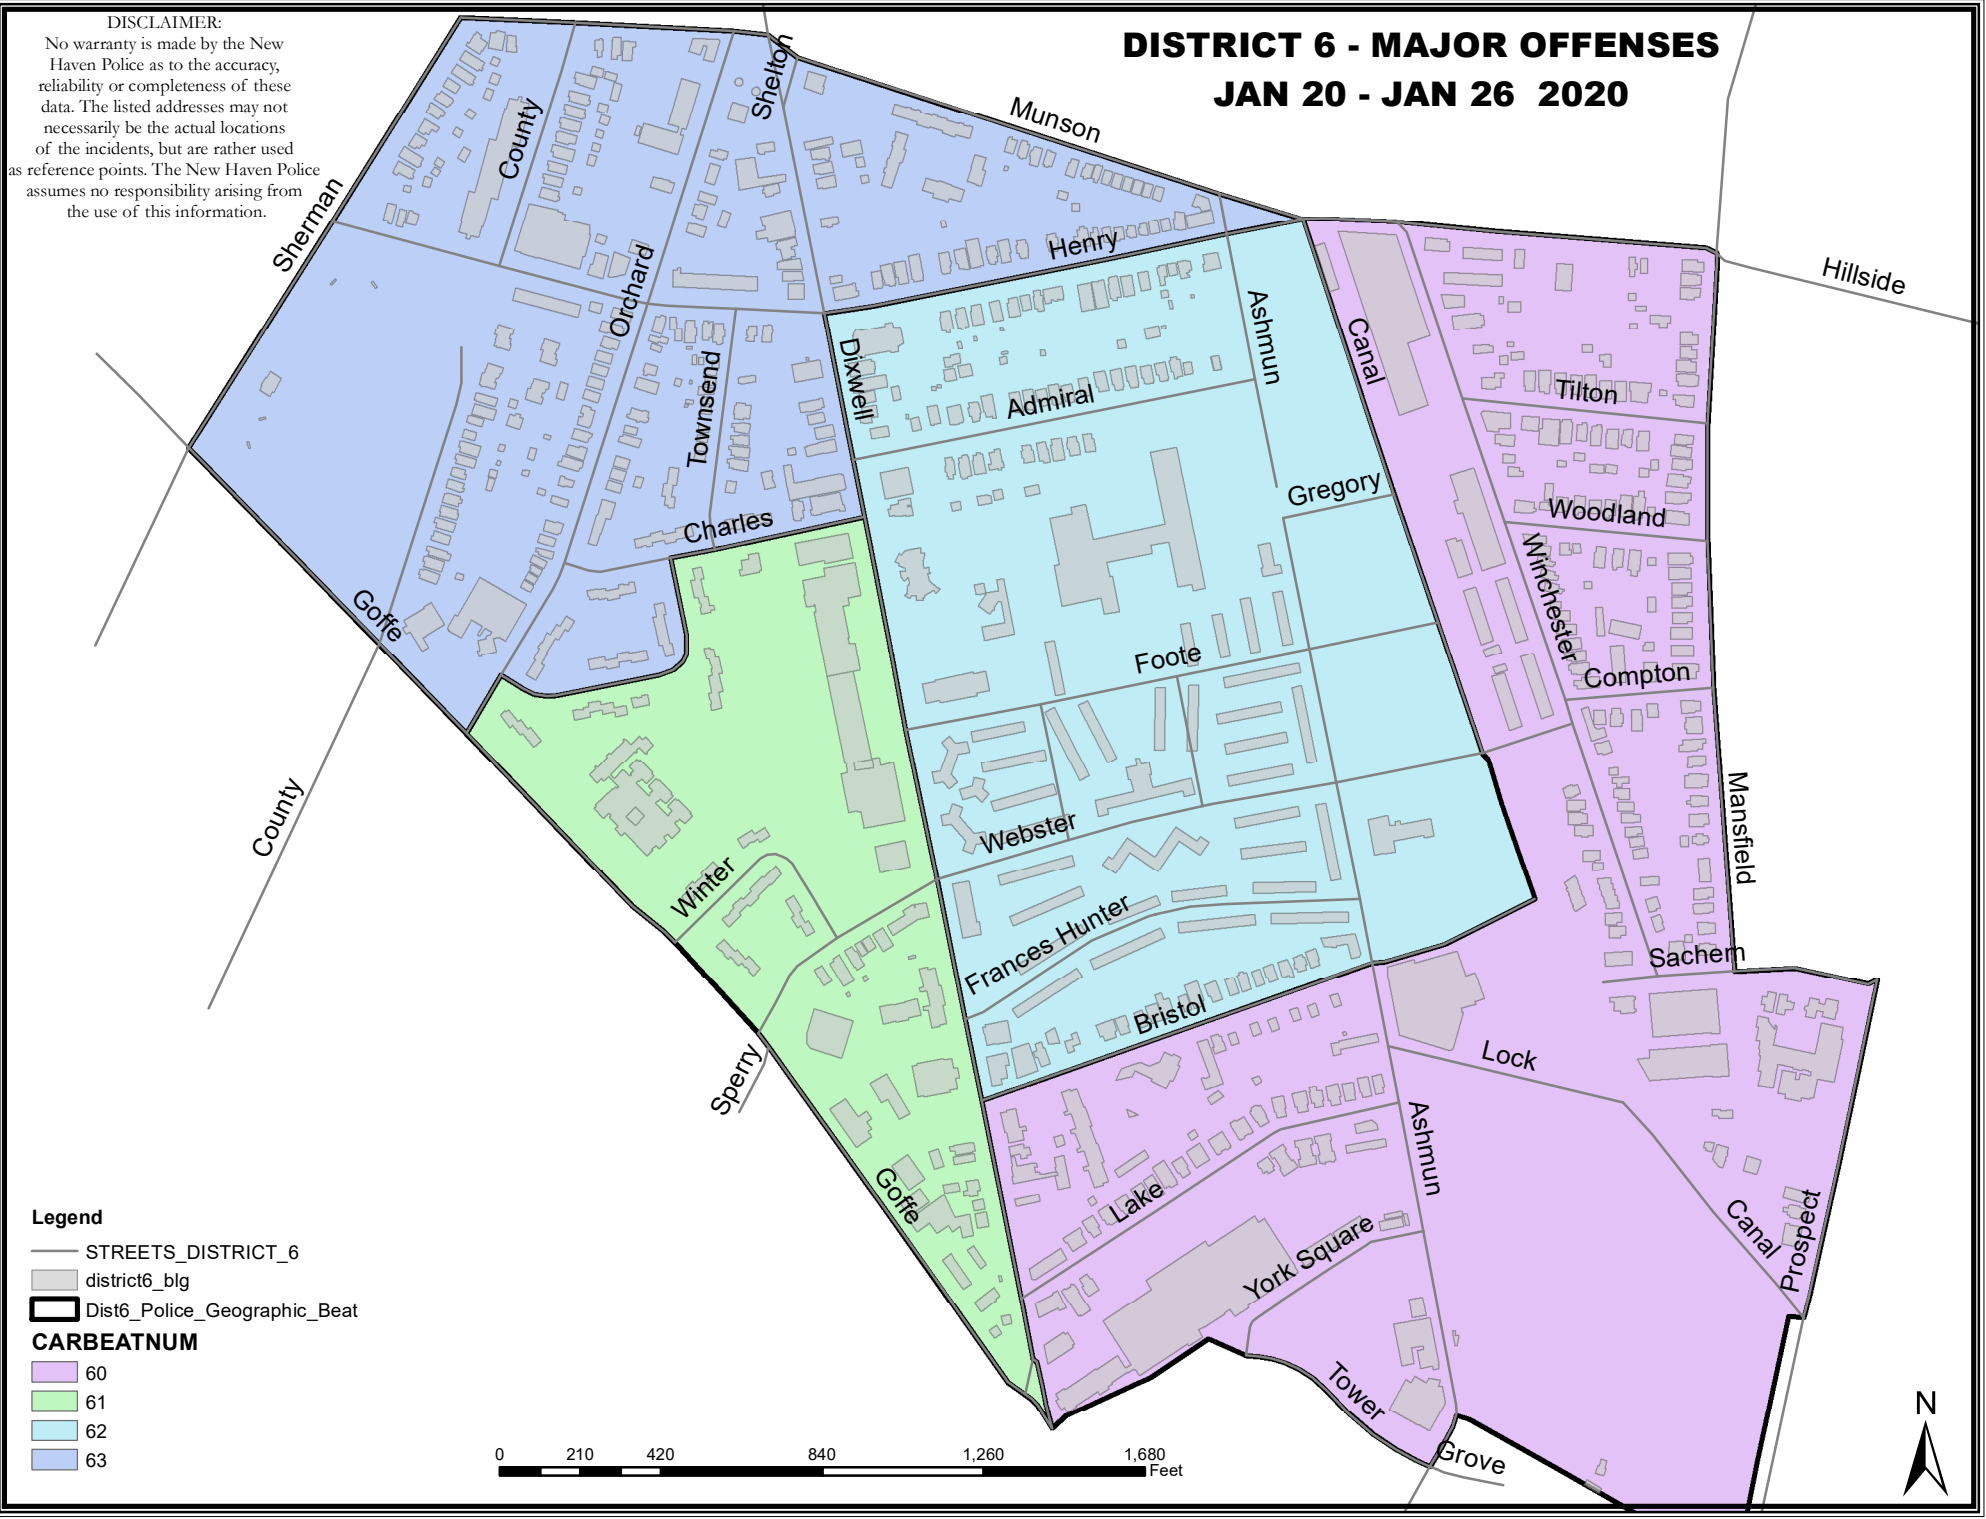 DISCLAIMER:
No warranty is made by the New
Haven Police as to the accuracy,
reliability or completeness of these
data. The listed addresses may not
necessarily be the actual locations
of the incidents, but are rather used
as reference points. The New Haven Police
assumes no responsibility arising from
the use of this information.
DISTRICT 6 - MAJOR OFFENSES
JAN 20 - JAN 26 2020
Shelton
Munson
County
Sherman
Henry
Orchard
Hillside
Ashmun
Canal
Dixwell
Townsend
Admiral
Tilton
Gregory
Woodland
Charles
Winchester
Goffe
Foote
Compton
County
Webster
Mansfield
Winter
Frances Hunter
Sachem
Bristol
Sperry
Lock
Ashmun
Goffe
Lake
York Square
Canal
Prospect
Tower
Grove
Legend
STREETS_DISTRICT_6
district6_blg
Dist6_Police_Geographic_Beat
CARBEATNUM
60
61
62
63
0 210 420 840 1,260 1,680
Feet
N